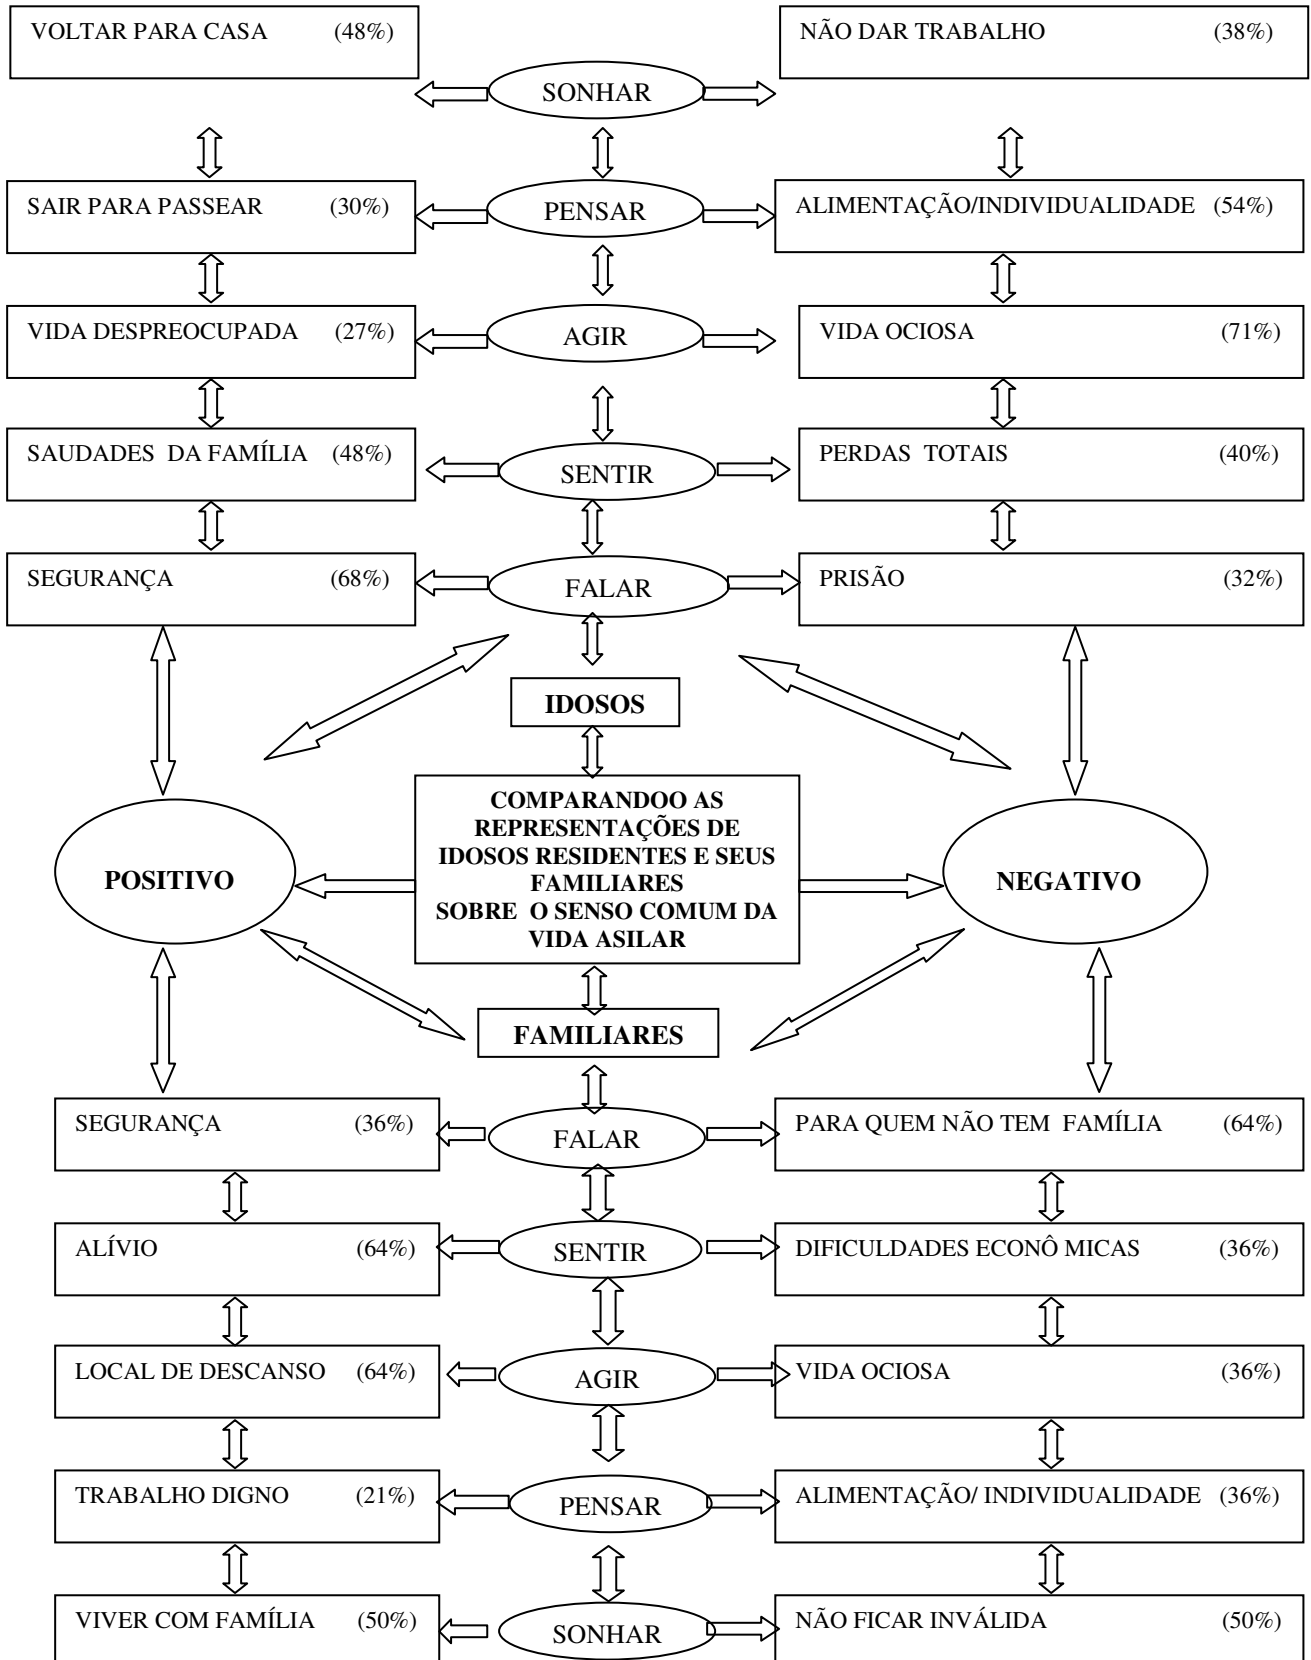 VOLTAR PARA CASA (48%)
NÃO DAR TRABALHO (38%)
SONHAR
SAIR PARA PASSEAR (30%)
PENSAR
ALIMENTAÇÃO/INDIVIDUALIDADE (54%)
VIDA DESPREOCUPADA (27%)
AGIR
VIDA OCIOSA (71%)
SAUDADES DA FAMÍLIA (48%)
SENTIR
PERDAS TOTAIS (40%)
SEGURANÇA (68%)
FALAR
PRISÃO (32%)
IDOSOS
COMPARANDOO AS
REPRESENTAÇÕES DE
IDOSOS RESIDENTES E SEUS
FAMILIARES
SOBRE O SENSO COMUM DA
VIDA ASILAR
POSITIVO
NEGATIVO
FAMILIARES
SEGURANÇA (36%)
FALAR
PARA QUEM NÃO TEM FAMÍLIA (64%)
ALÍVIO (64%)
SENTIR
DIFICULDADES ECONÔ MICAS (36%)
LOCAL DE DESCANSO (64%)
AGIR
VIDA OCIOSA (36%)
TRABALHO DIGNO (21%)
PENSAR
ALIMENTAÇÃO/ INDIVIDUALIDADE (36%)
VIVER COM FAMÍLIA (50%)
SONHAR
NÃO FICAR INVÁLIDA (50%)